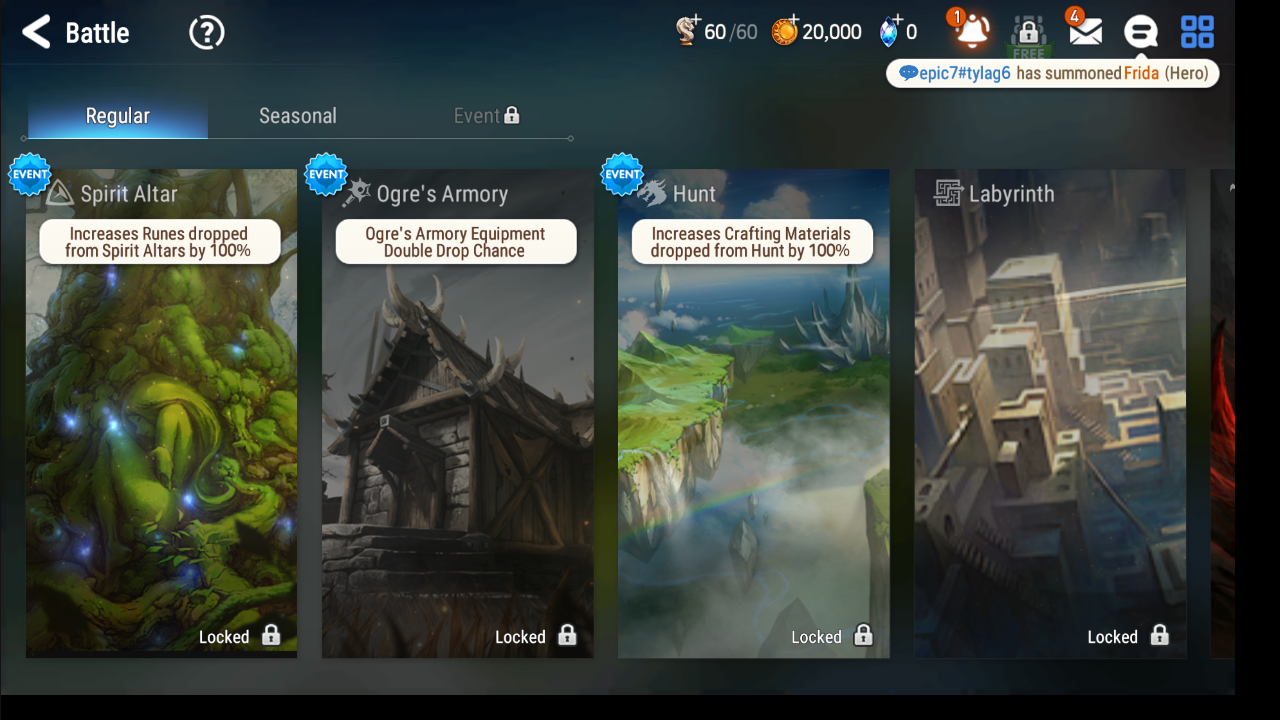 Battle
?
60/60
20,000
0
1
FREE
4
epic7#tylag6 has summoned Frida (Hero)
Regular
Seasonal
Event
EVENT
Spirit Altar
Increases Runes dropped
from Spirit Altars by 100%
Locked
EVENT
Ogre's Armory
Ogre's Armory Equipment
Double Drop Chance
Locked
EVENT
Hunt
Increases Crafting Materials
dropped from Hunt by 100%
Locked
Labyrinth
Locked